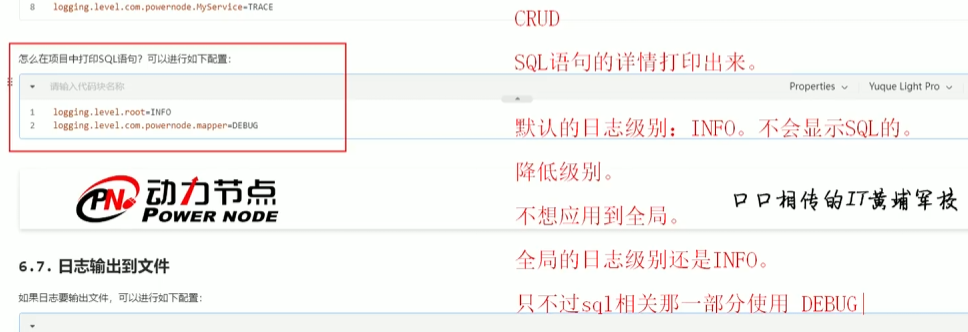 8 logging.level.com.powernode.MyService=TRACE
怎么在项目中打印SQL语句？可以进行如下配置：
请输入代码块名称
Properties
Yuque Light Pro
1 logging.level.root=INFO
2 logging.level.com.powernode.mapper=DEBUG
PN
动力节点
POWER NODE
口口相传的IT黄埔军校
6.7. 日志输出到文件
如果日志要输出文件，可以进行如下配置：
CRUD
SQL语句的详情打印出来。
默认的日志级别：INFO。不会显示SQL的。
降低级别。
不想应用到全局。
全局的日志级别还是INFO。
只不过sql相关那一部分使用 DEBUG